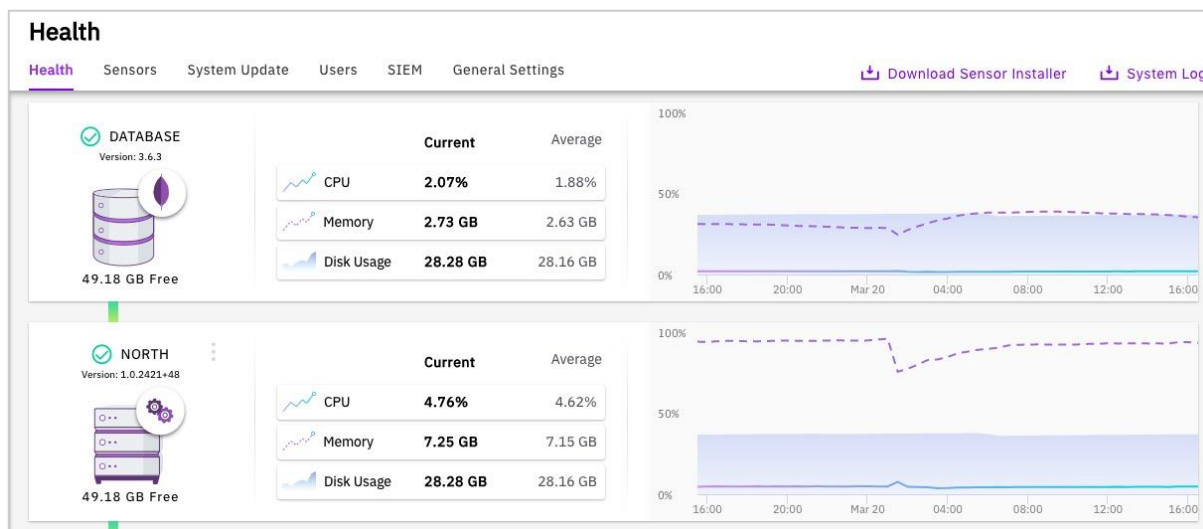 Health
Health Sensors System Update Users SIEM General Settings Download Sensor Installer System Log
DATABASE
Version: 3.6.3
49.18 GB Free
Current Average
CPU 2.07% 1.88%
Memory 2.73 GB 2.63 GB
Disk Usage 28.28 GB 28.16 GB
100%
50%
0%
16:00 20:00 Mar 20 04:00 08:00 12:00 16:00
NORTH
Version: 1.0.2421+48
49.18 GB Free
Current Average
CPU 4.76% 4.62%
Memory 7.25 GB 7.15 GB
Disk Usage 28.28 GB 28.16 GB
100%
50%
0%
16:00 20:00 Mar 20 04:00 08:00 12:00 16:00